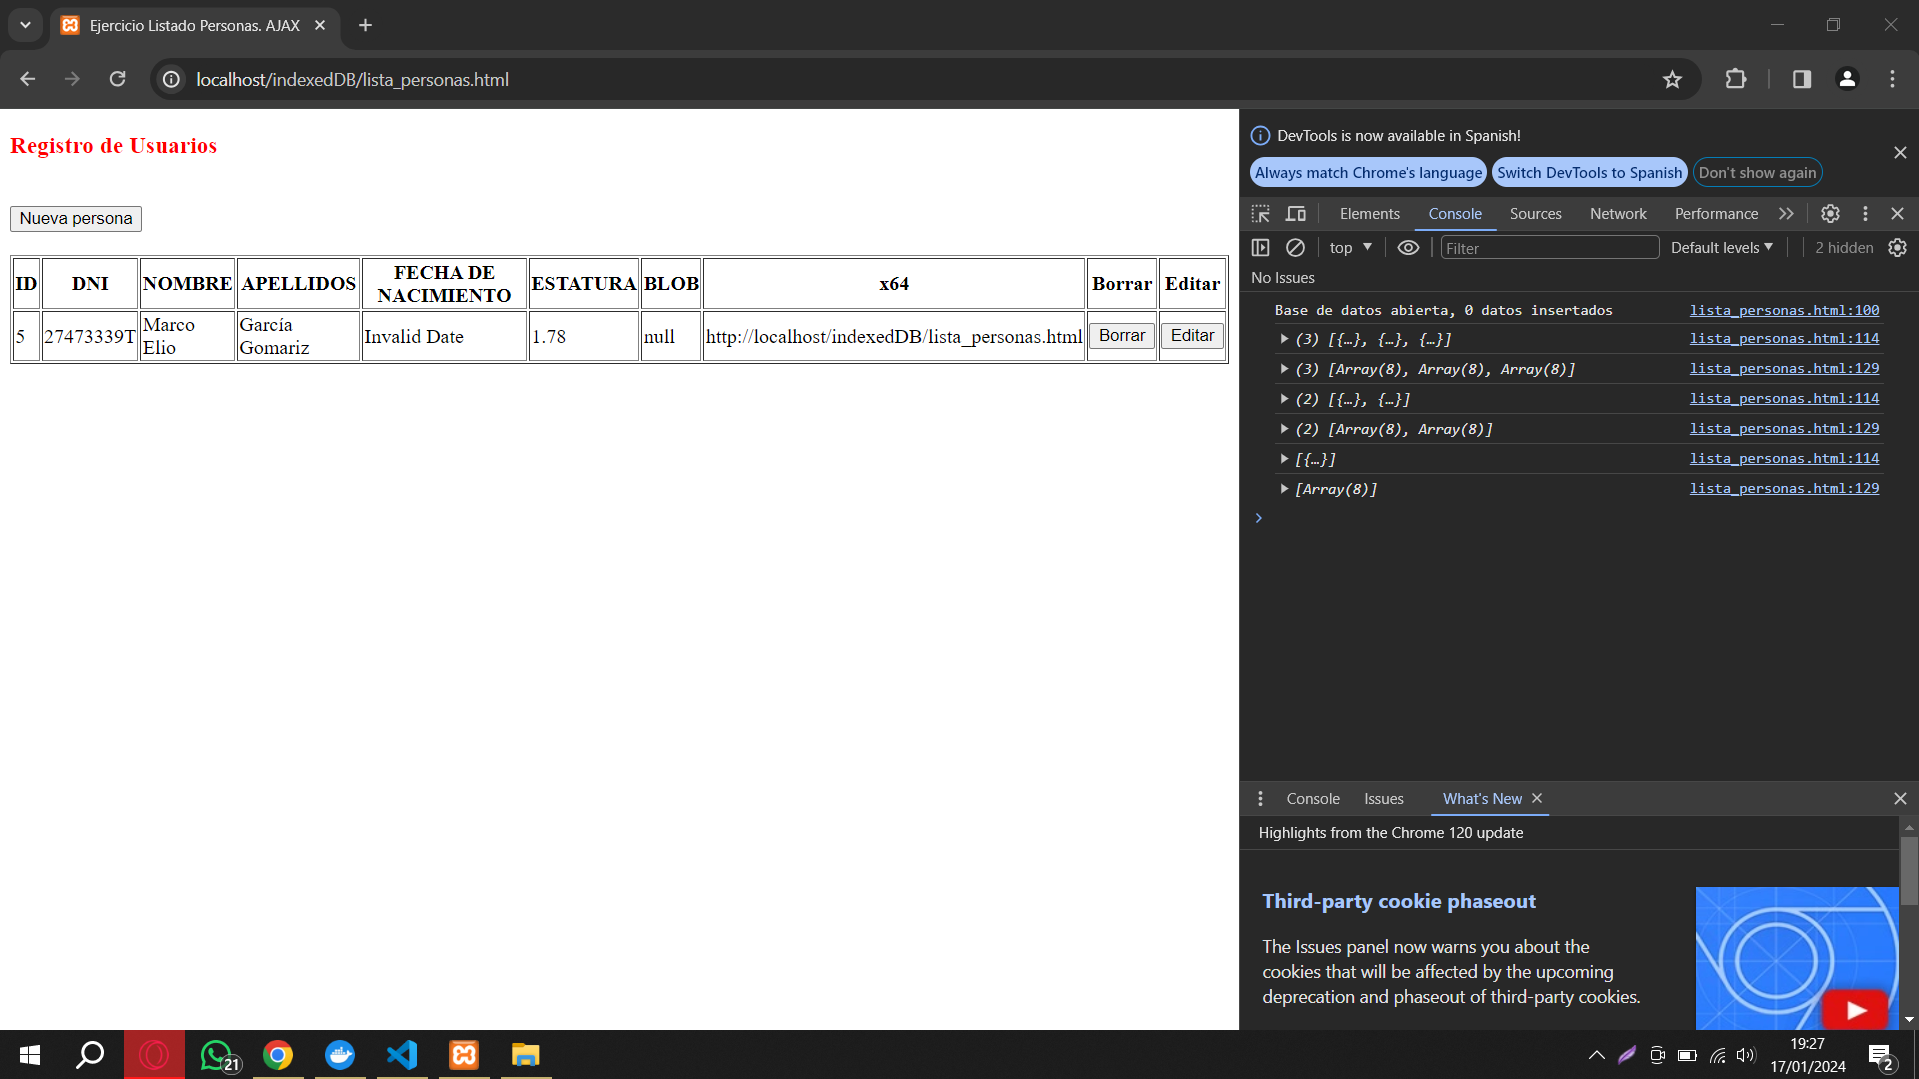 Ejercicio Listado Personas. AJAX
localhost/indexedDB/lista_personas.html
Registro de Usuarios
Nueva persona
ID DNI NOMBRE APELLIDOS FECHA DE NACIMIENTO ESTATURA BLOB x64 Borrar Editar
5 27473339T Marco Elio García Gomariz Invalid Date 1.78 null http://localhost/indexedDB/lista_personas.html Borrar Editar
DevTools is now available in Spanish!
Always match Chrome's language Switch DevTools to Spanish Don't show again
Elements Console Sources Network Performance
top Filter Default levels 2 hidden
No Issues
Base de datos abierta, 0 datos insertados lista_personas.html:100
(3) [{…}, {…}, {…}] lista_personas.html:114
(3) [Array(8), Array(8), Array(8)] lista_personas.html:129
(2) [{…}, {…}] lista_personas.html:114
(2) [Array(8), Array(8)] lista_personas.html:129
[{…}] lista_personas.html:114
[Array(8)] lista_personas.html:129
Console Issues What's New
Highlights from the Chrome 120 update
Third-party cookie phaseout
The Issues panel now warns you about the
cookies that will be affected by the upcoming
deprecation and phaseout of third-party cookies.
21
19:27
17/01/2024
2